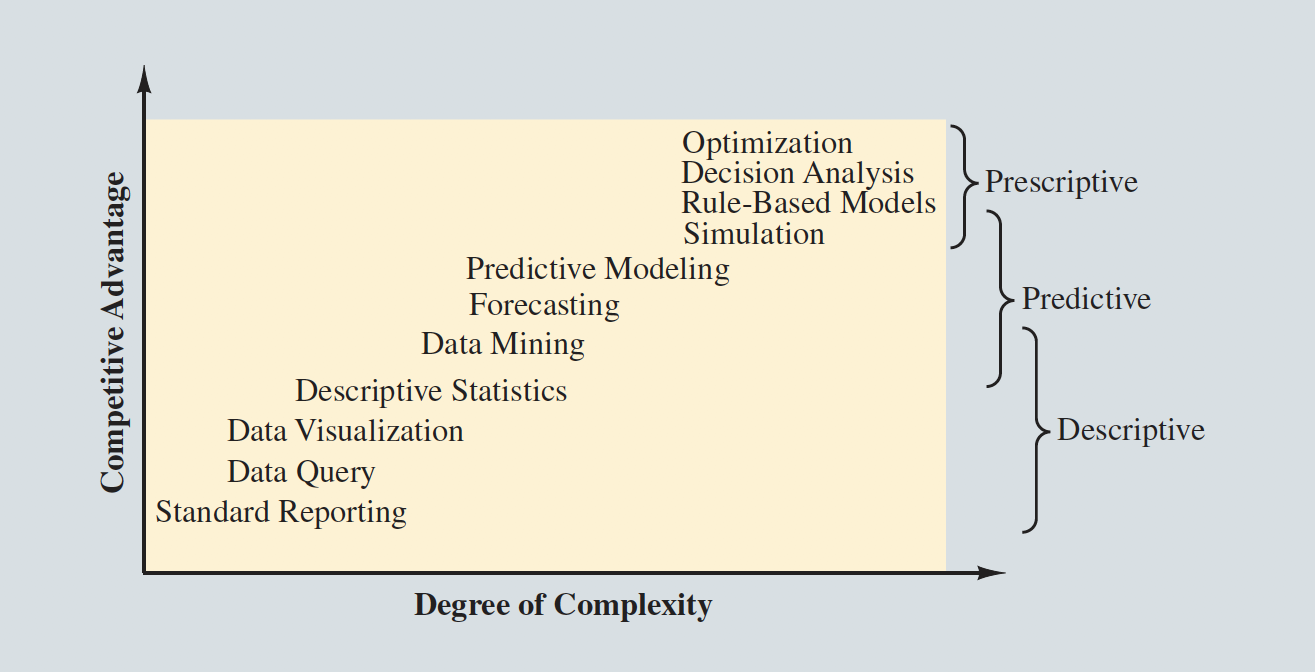 Competitive Advantage
Optimization
Decision Analysis
Rule-Based Models
Simulation
Predictive Modeling
Forecasting
Data Mining
Descriptive Statistics
Data Visualization
Data Query
Standard Reporting
Prescriptive
Predictive
Descriptive
Degree of Complexity